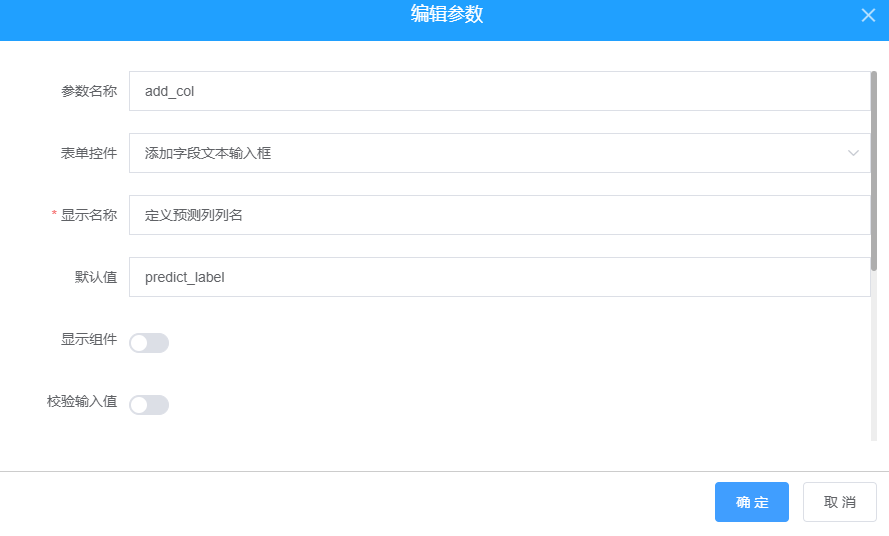 编辑参数
参数名称 add_col
表单控件 添加字段文本输入框
* 显示名称 定义预测列列名
默认值 predict_label
显示组件
校验输入值
确 定 取 消